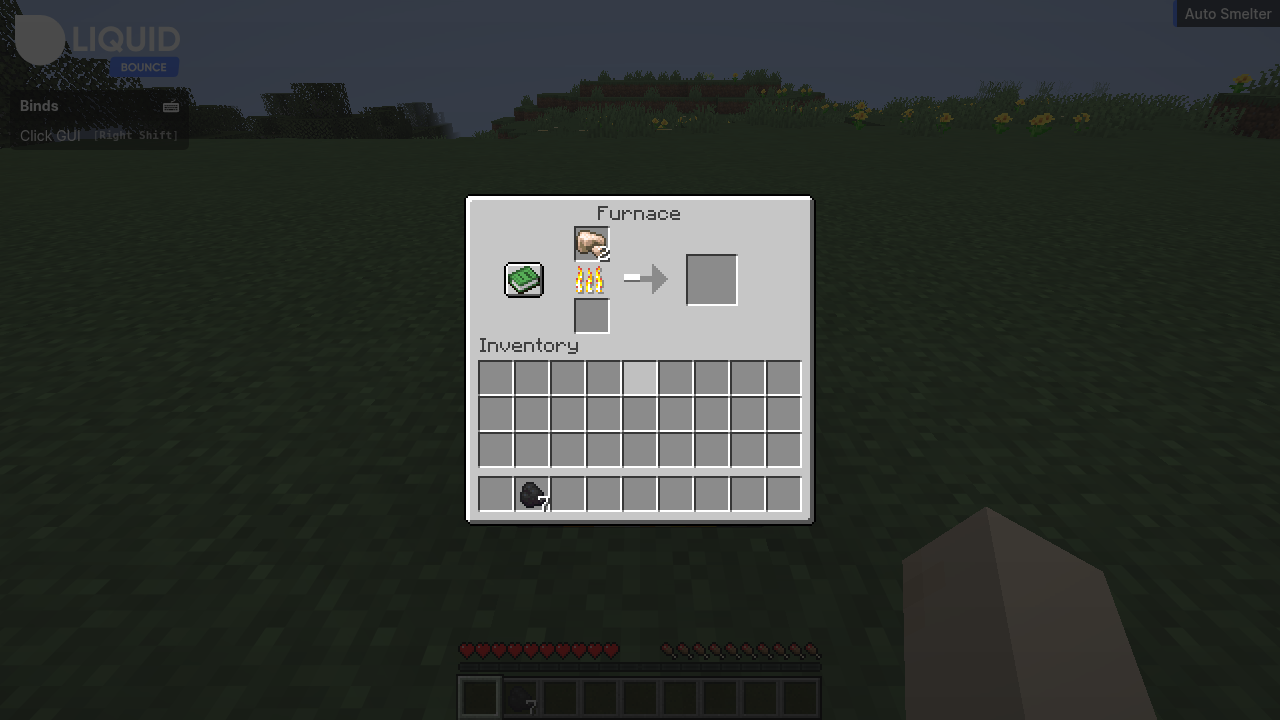 LIQUID
BOUNCE
Auto Smelter
Binds
Click GUI [Right Shift]
Furnace
2
Inventory
7
7